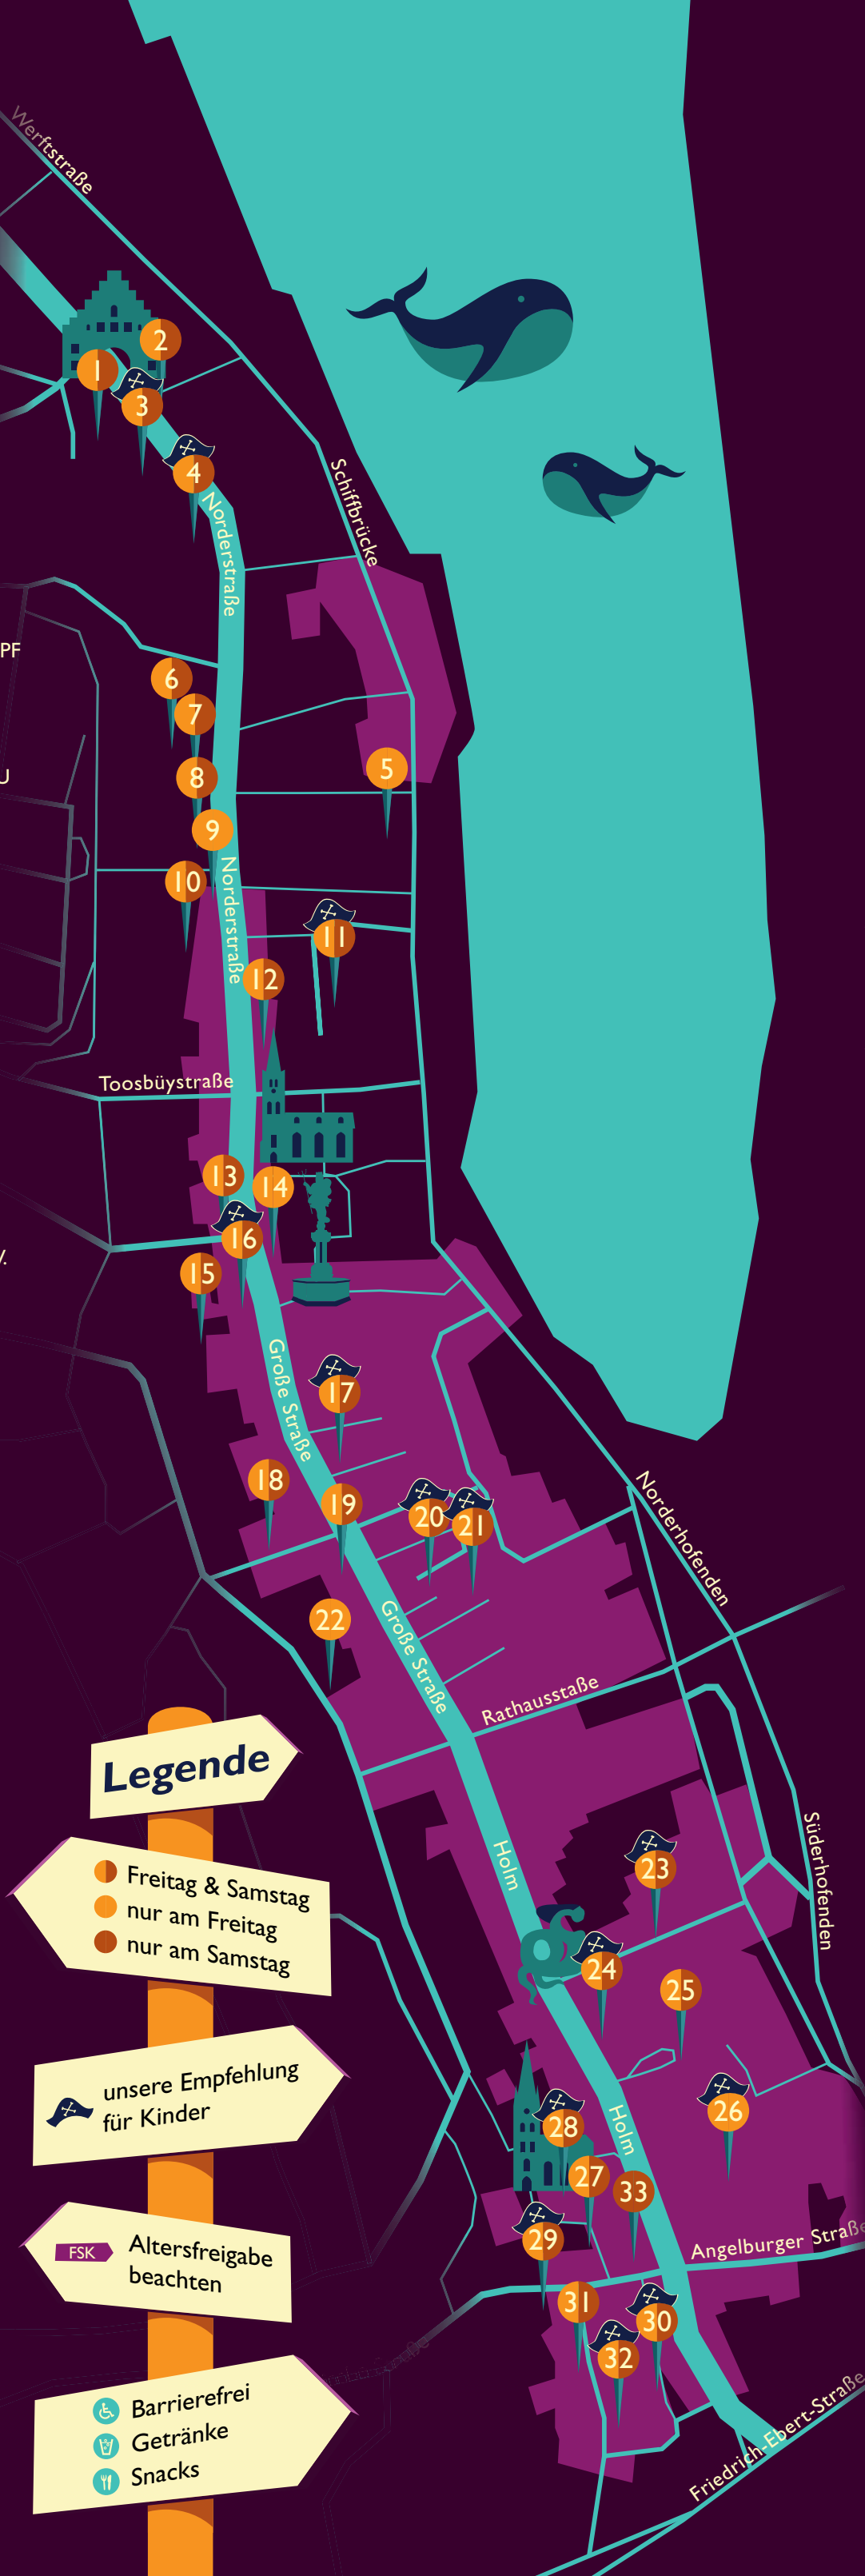 Werftstraße
2
1
3
4
Norderstraße
Schiffbrücke
PF
6
7
U
5
8
9
10
Norderstraße
11
12
Toosbüystraße
13
14
16
15
Große Straße
17
18
19
20
21
Norderhofenden
22
Große Straße
Rathausstaße
Legende
Holm
Süderhofenden
23
Freitag & Samstag
nur am Freitag
nur am Samstag
24
25
unsere Empfehlung
für Kinder
26
28
Holm
27
33
29
FSK
Altersfreigabe
beachten
Angelburger Straße
31
30
32
Barrierefrei
Getränke
Snacks
Friedrich-Ebert-Straße